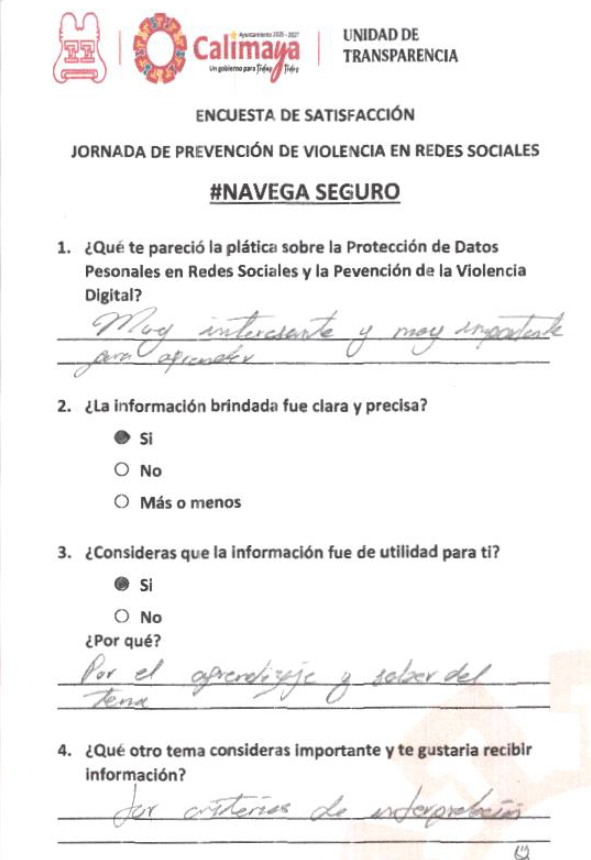 Ayuntamiento 2025 - 2027
Calimaya
Un gobierno para Todas y Todos
UNIDAD DE
TRANSPARENCIA
ENCUESTA DE SATISFACCIÓN
JORNADA DE PREVENCIÓN DE VIOLENCIA EN REDES SOCIALES
#NAVEGA SEGURO
1. ¿Qué te pareció la plática sobre la Protección de Datos
Pesonales en Redes Sociales y la Pevención de la Violencia
Digital?
Muy interesante y muy importante
para aprender
2. ¿La información brindada fue clara y precisa?
Si
No
Más o menos
3. ¿Consideras que la información fue de utilidad para ti?
Si
No
¿Por qué?
Por el aprendizaje y saber del
tema
4. ¿Qué otro tema consideras importante y te gustaria recibir
información?
criterios de interpretación